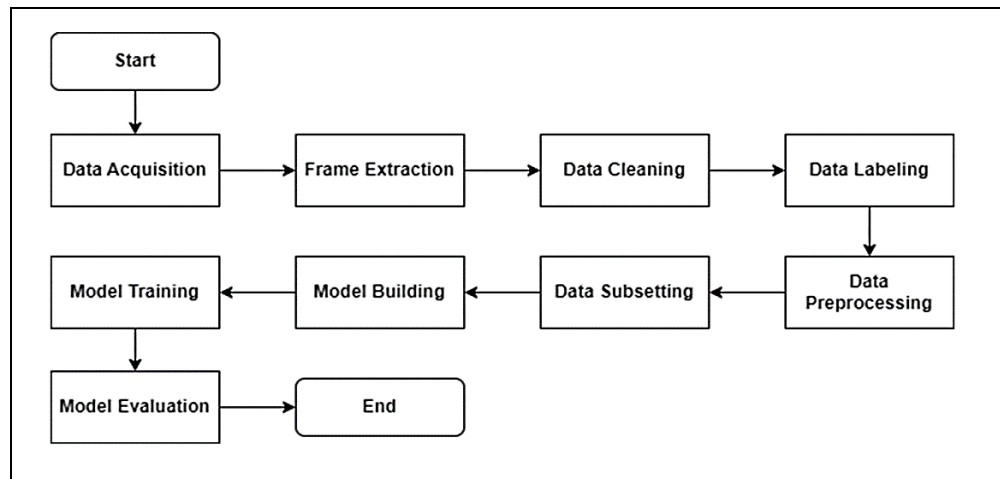 Start
Data Acquisition
Frame Extraction
Data Cleaning
Data Labeling
Data
Preprocessing
Data Subsetting
Model Building
Model Training
Model Evaluation
End